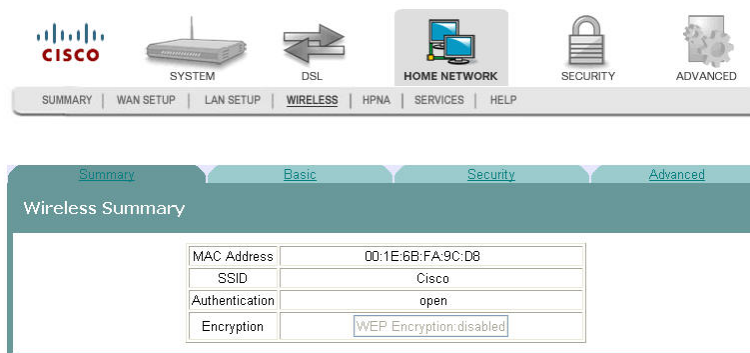 CISCO
SYSTEM DSL HOME NETWORK SECURITY ADVANCED
SUMMARY | WAN SETUP | LAN SETUP | WIRELESS | HPNA | SERVICES | HELP
Summary Basic Security Advanced
Wireless Summary
MAC Address 00:1E:6B:FA:9C:D8
SSID Cisco
Authentication open
Encryption WEP Encryption:disabled